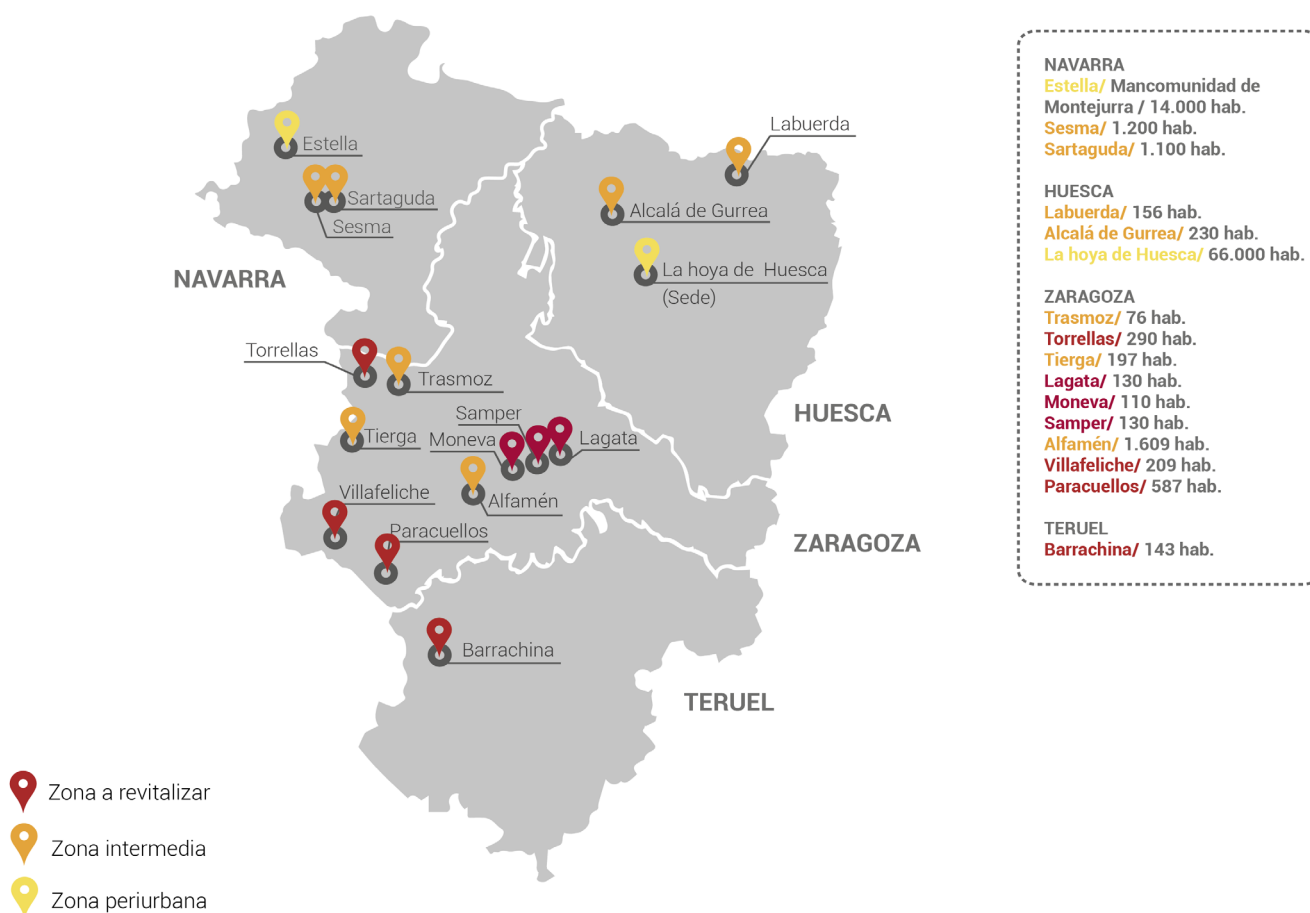 Labuerda
Estella
Alcalá de Gurrea
Sartaguda
Sesma
La hoya de Huesca
(Sede)
NAVARRA
Torrellas
Trasmoz
HUESCA
Samper
Tierga
Moneva
Lagata
Villafeliche
Alfamén
Paracuellos
ZARAGOZA
Barrachina
TERUEL
Zona a revitalizar
Zona intermedia
Zona periurbana
NAVARRA
Estella/ Mancomunidad de
Montejurra / 14.000 hab.
Sesma/ 1.200 hab.
Sartaguda/ 1.100 hab.
HUESCA
Labuerda/ 156 hab.
Alcalá de Gurrea/ 230 hab.
La hoya de Huesca/ 66.000 hab.
ZARAGOZA
Trasmoz/ 76 hab.
Torrellas/ 290 hab.
Tierga/ 197 hab.
Lagata/ 130 hab.
Moneva/ 110 hab.
Samper/ 130 hab.
Alfamén/ 1.609 hab.
Villafeliche/ 209 hab.
Paracuellos/ 587 hab.
TERUEL
Barrachina/ 143 hab.